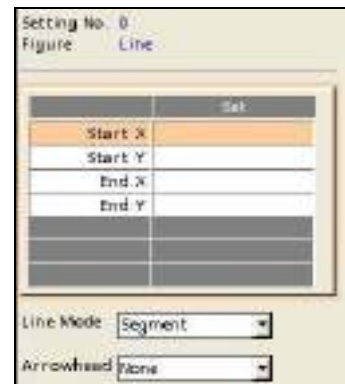 Setting No. 0
Figure Line
Set
Start X
Start Y
End X
End Y
Line Mode Segment
Arrowhead None